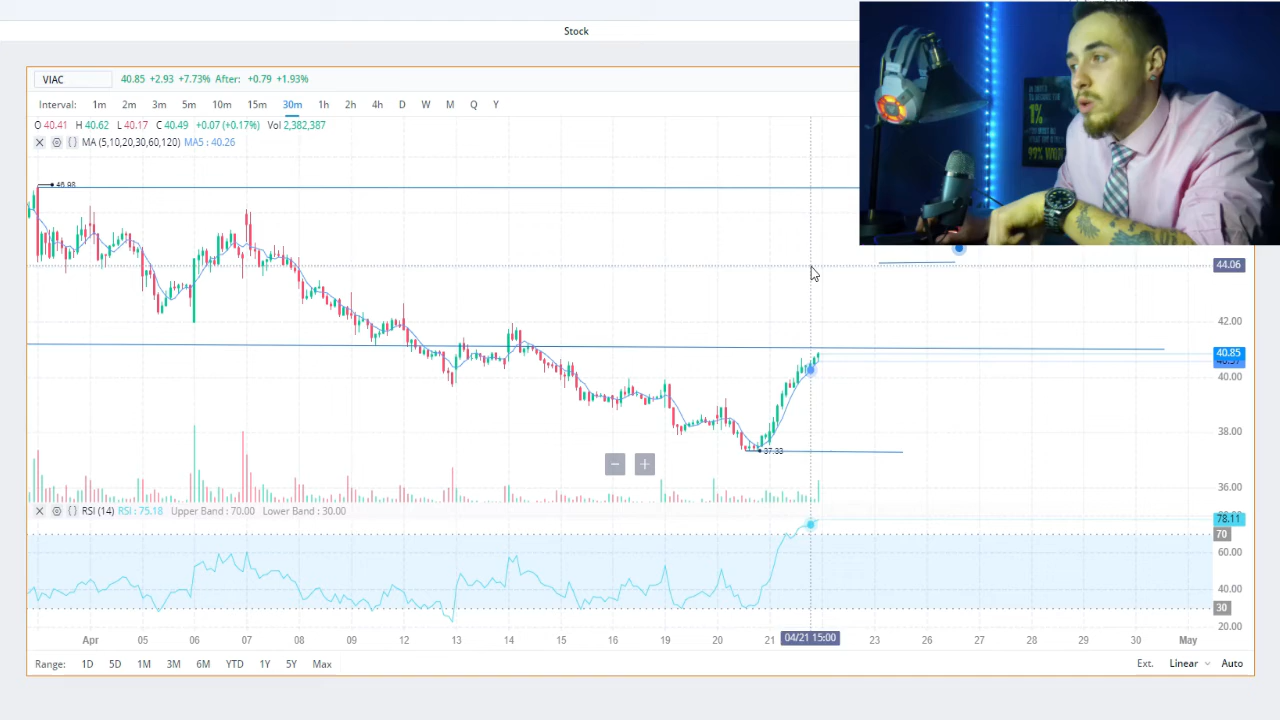 Stock
VIAC 40.85 +2.93 +7.73% After: +0.79 +1.93%
Interval: 1m 2m 3m 5m 10m 15m 30m 1h 2h 4h D W M Q Y
O 40.41 H 40.62 L 40.17 C 40.49 +0.07 (+0.17%) Vol 2,382,387
MA (5,10,20,30,60,120) MA5 : 40.26
1%
99% WON'T
44.06
42.00
40.85
40.00
38.00
37.33
36.00
RSI (14) RSI : 75.18 Upper Band : 70.00 Lower Band : 30.00
78.11
70
60.00
40.00
30
20.00
Apr 05 06 07 08 09 12 13 14 15 16 19 20 21 04/21 15:00 23 26 27 28 29 30 May
Range: 1D 5D 1M 3M 6M YTD 1Y 5Y Max Ext. Linear Auto